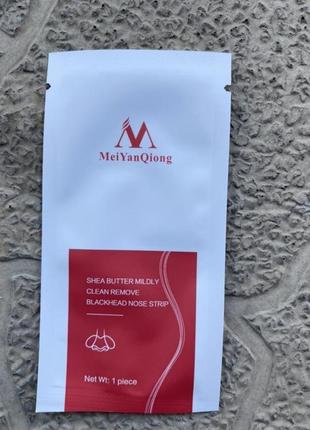 MeiYanQiong
SHEA BUTTER MILDLY
CLEAN REMOVE
BLACKHEAD NOSE STRIP
Net Wt: 1 piece